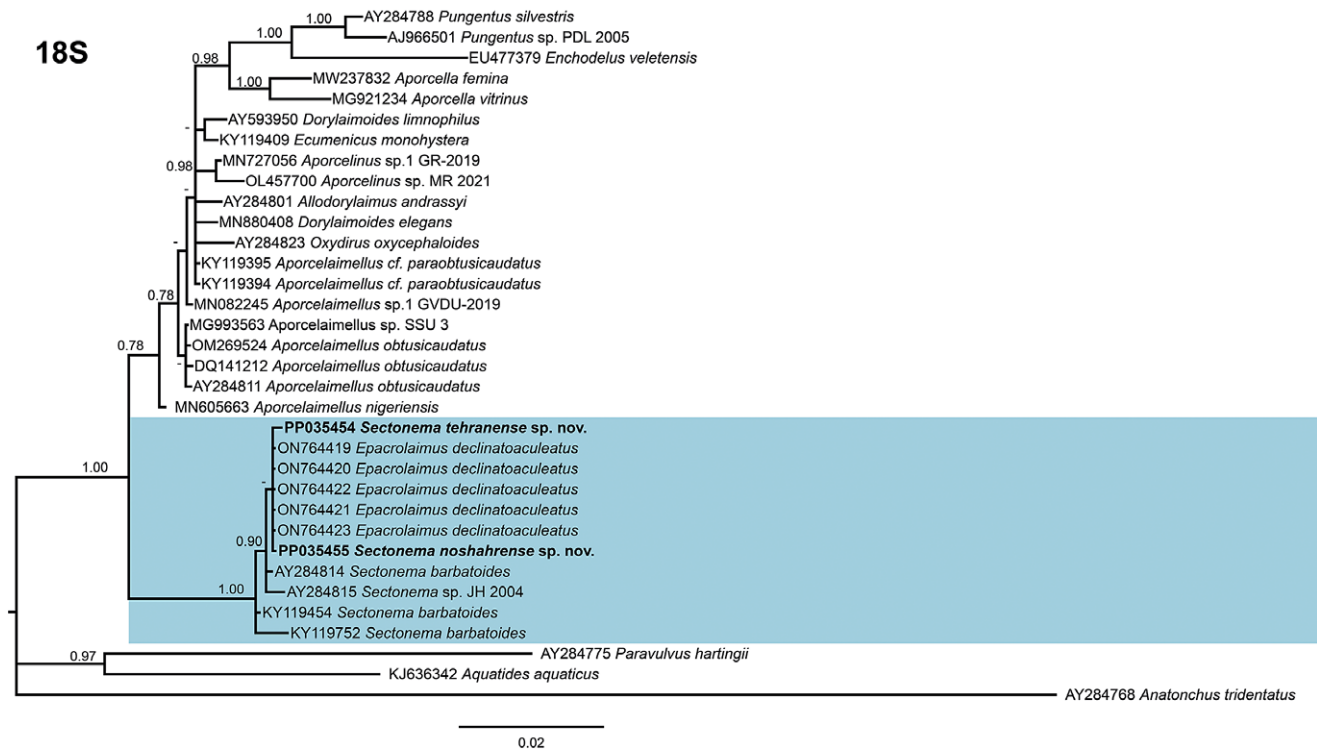 18S
1.00
AY284788 Pungentus silvestris
1.00
AJ966501 Pungentus sp. PDL 2005
0.98
EU477379 Enchodelus veletensis
1.00
MW237832 Aporcella femina
MG921234 Aporcella vitrinus
AY593950 Dorylaimoides limnophilus
-
KY119409 Ecumenicus monohystera
0.98
MN727056 Aporcelinus sp.1 GR-2019
OL457700 Aporcelinus sp. MR 2021
-
AY284801 Allodorylaimus andrassyi
MN880408 Dorylaimoides elegans
-
AY284823 Oxydirus oxycephaloides
KY119395 Aporcelaimellus cf. paraobtusicaudatus
KY119394 Aporcelaimellus cf. paraobtusicaudatus
0.78
MN082245 Aporcelaimellus sp.1 GVDU-2019
MG993563 Aporcelaimellus sp. SSU 3
0.78
OM269524 Aporcelaimellus obtusicaudatus
-
DQ141212 Aporcelaimellus obtusicaudatus
AY284811 Aporcelaimellus obtusicaudatus
MN605663 Aporcelaimellus nigeriensis
PP035454 Sectonema tehranense sp. nov.
ON764419 Epacrolaimus declinatoaculeatus
1.00
ON764420 Epacrolaimus declinatoaculeatus
-
ON764422 Epacrolaimus declinatoaculeatus
ON764421 Epacrolaimus declinatoaculeatus
ON764423 Epacrolaimus declinatoaculeatus
0.90
PP035455 Sectonema noshahrense sp. nov.
AY284814 Sectonema barbatoides
1.00
AY284815 Sectonema sp. JH 2004
KY119454 Sectonema barbatoides
KY119752 Sectonema barbatoides
0.97
AY284775 Paravulvus hartingii
KJ636342 Aquatides aquaticus
AY284768 Anatonchus tridentatus
0.02